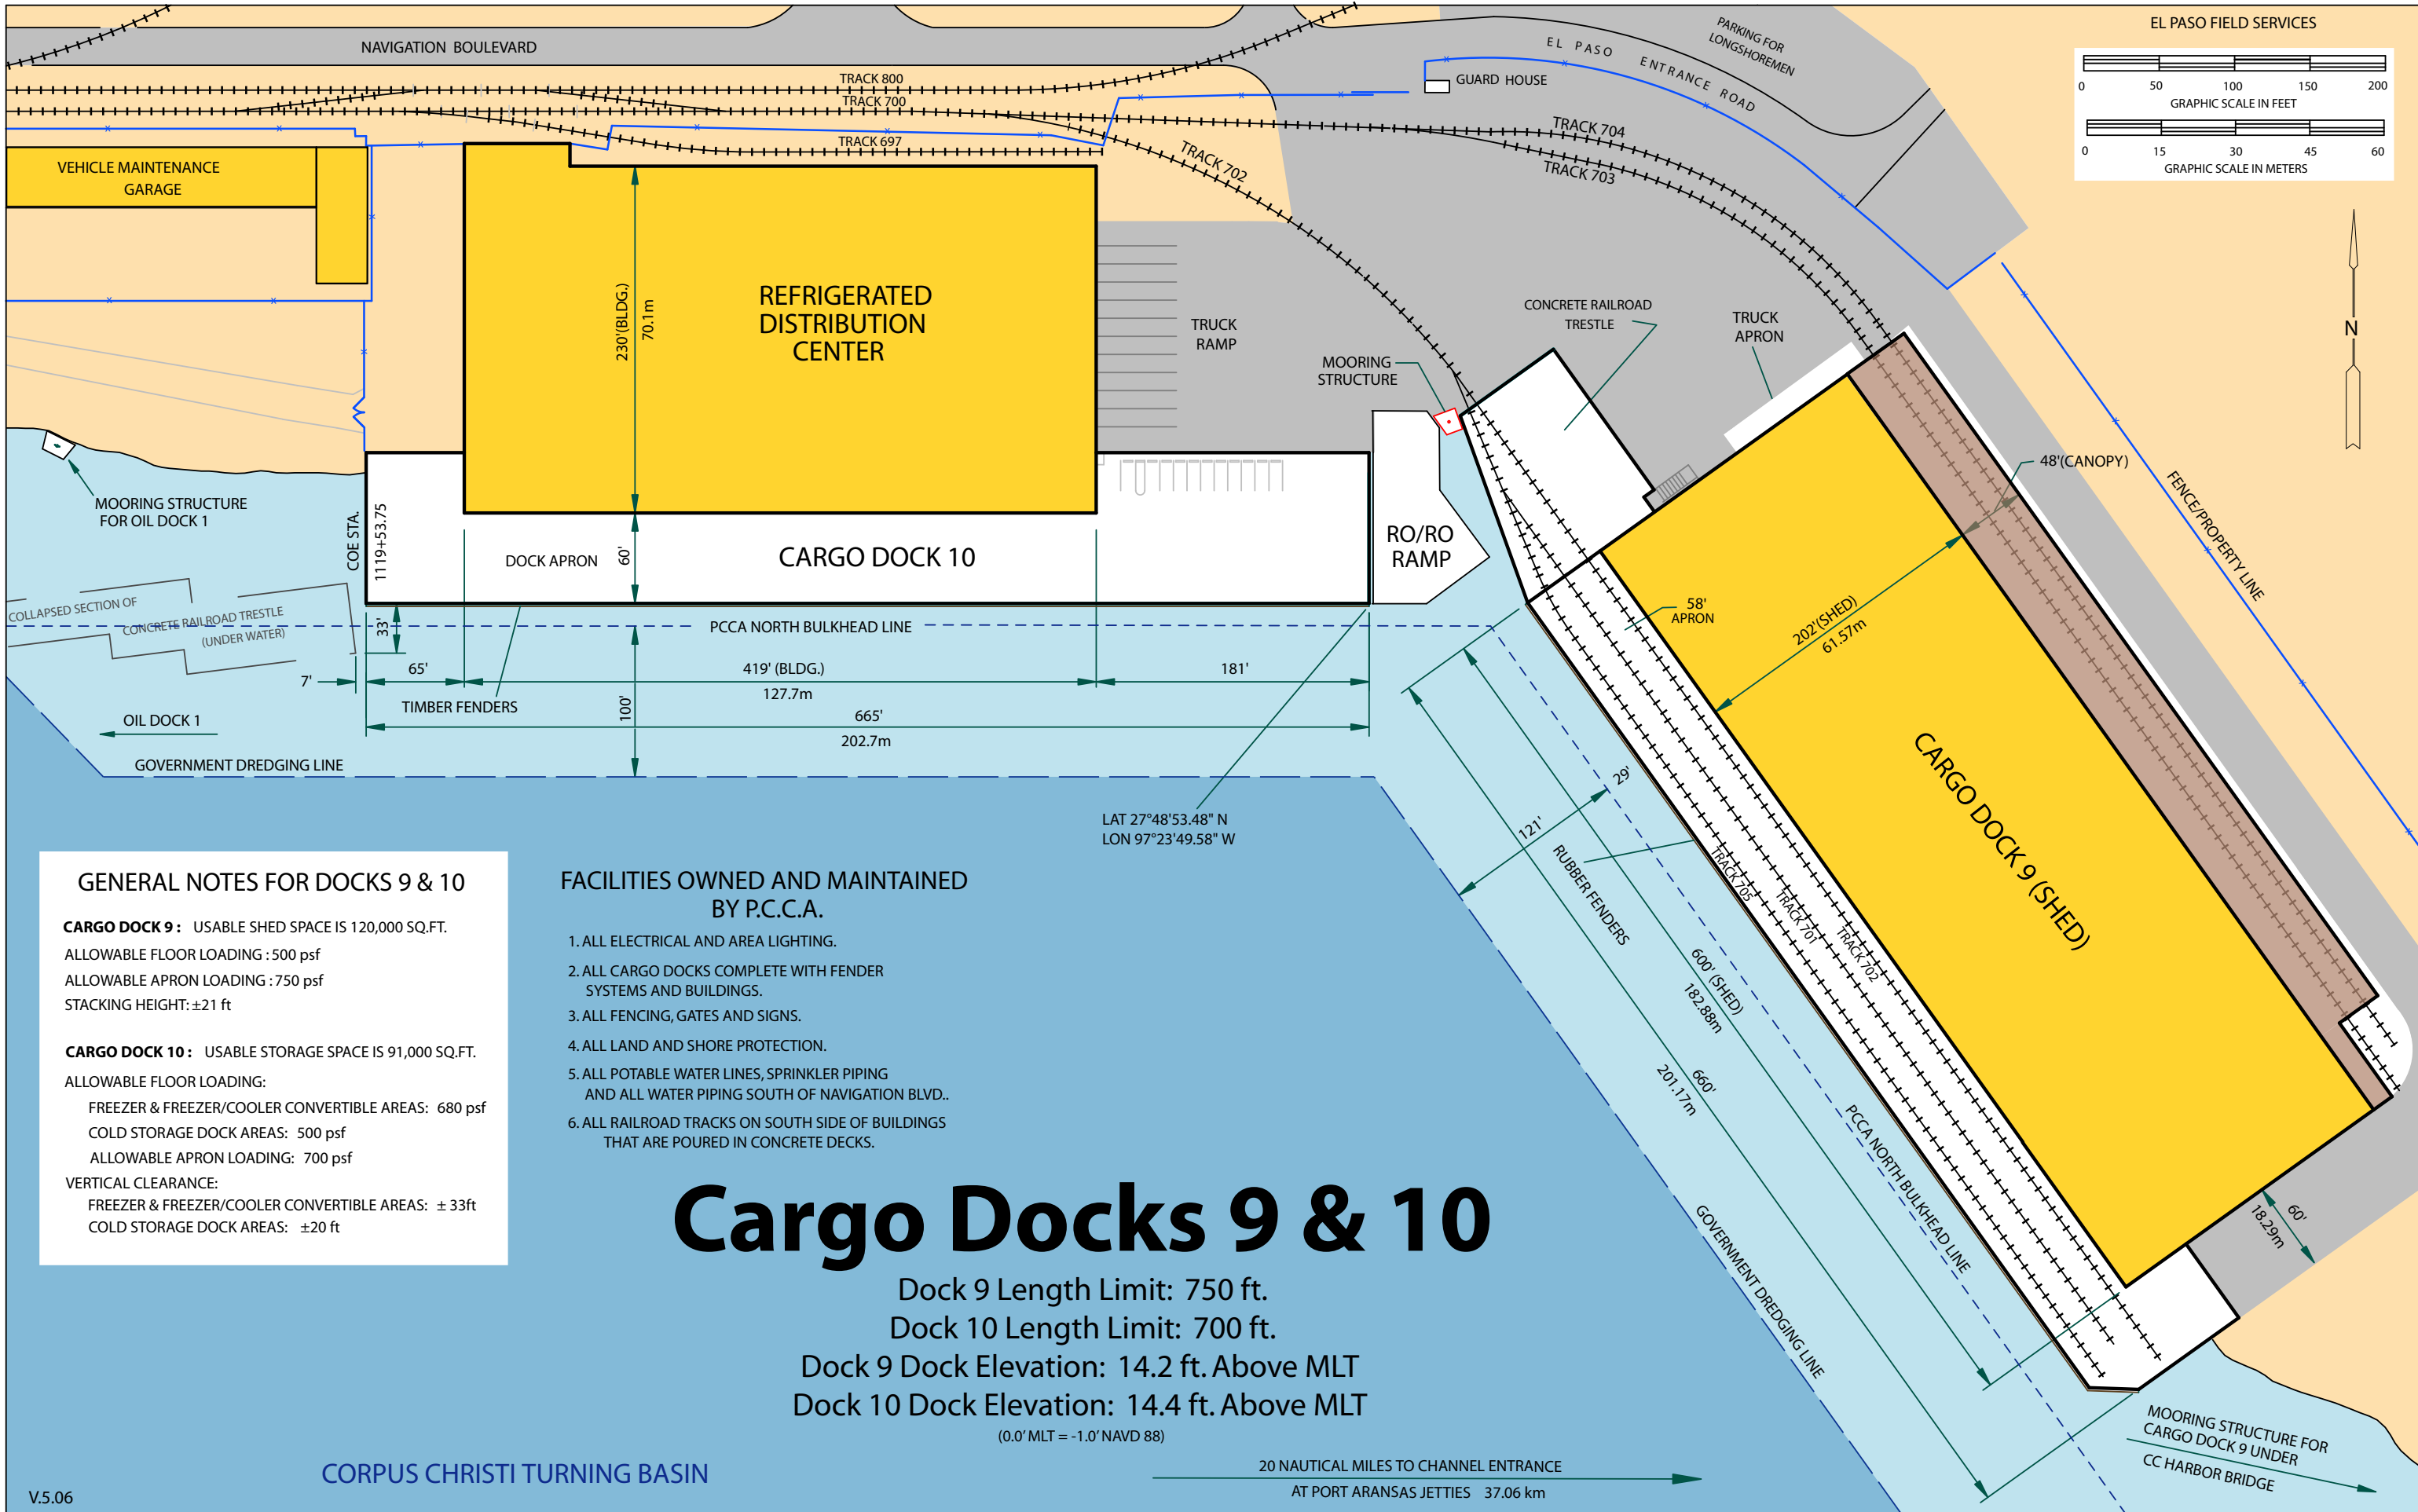 EL PASO FIELD SERVICES
0 50 100 150 200
GRAPHIC SCALE IN FEET
0 15 30 45 60
GRAPHIC SCALE IN METERS
N
NAVIGATION BOULEVARD
PARKING FOR
LONGSHOREMEN
EL PASO ENTRANCE ROAD
GUARD HOUSE
TRACK 800
TRACK 700
TRACK 697
TRACK 702
TRACK 704
TRACK 703
VEHICLE MAINTENANCE
GARAGE
REFRIGERATED
DISTRIBUTION
CENTER
230'(BLDG.)
70.1m
TRUCK
RAMP
MOORING
STRUCTURE
CONCRETE RAILROAD
TRESTLE
TRUCK
APRON
48'(CANOPY)
FENCE/PROPERTY LINE
MOORING STRUCTURE
FOR OIL DOCK 1
COE STA.
1119+53.75
DOCK APRON
60'
CARGO DOCK 10
RO/RO
RAMP
58'
APRON
202'(SHED)
61.57m
CARGO DOCK 9 (SHED)
COLLAPSED SECTION OF
CONCRETE RAILROAD TRESTLE
(UNDER WATER)
33'
PCCA NORTH BULKHEAD LINE
7'
65'
419' (BLDG.)
127.7m
181'
TIMBER FENDERS
100'
665'
202.7m
OIL DOCK 1
GOVERNMENT DREDGING LINE
LAT 27°48'53.48" N
LON 97°23'49.58" W
29'
121'
RUBBER FENDERS
TRACK 705
TRACK 701
TRACK 702
600' (SHED)
182.88m
660'
201.17m
PCCA NORTH BULKHEAD LINE
GOVERNMENT DREDGING LINE
60'
18.29m
GENERAL NOTES FOR DOCKS 9 & 10
CARGO DOCK 9 : USABLE SHED SPACE IS 120,000 SQ.FT.
ALLOWABLE FLOOR LOADING : 500 psf
ALLOWABLE APRON LOADING : 750 psf
STACKING HEIGHT: ±21 ft
CARGO DOCK 10 : USABLE STORAGE SPACE IS 91,000 SQ.FT.
ALLOWABLE FLOOR LOADING:
FREEZER & FREEZER/COOLER CONVERTIBLE AREAS: 680 psf
COLD STORAGE DOCK AREAS: 500 psf
ALLOWABLE APRON LOADING: 700 psf
VERTICAL CLEARANCE:
FREEZER & FREEZER/COOLER CONVERTIBLE AREAS: ± 33ft
COLD STORAGE DOCK AREAS: ±20 ft
FACILITIES OWNED AND MAINTAINED
BY P.C.C.A.
1. ALL ELECTRICAL AND AREA LIGHTING.
2. ALL CARGO DOCKS COMPLETE WITH FENDER
SYSTEMS AND BUILDINGS.
3. ALL FENCING, GATES AND SIGNS.
4. ALL LAND AND SHORE PROTECTION.
5. ALL POTABLE WATER LINES, SPRINKLER PIPING
AND ALL WATER PIPING SOUTH OF NAVIGATION BLVD..
6. ALL RAILROAD TRACKS ON SOUTH SIDE OF BUILDINGS
THAT ARE POURED IN CONCRETE DECKS.
Cargo Docks 9 & 10
Dock 9 Length Limit: 750 ft.
Dock 10 Length Limit: 700 ft.
Dock 9 Dock Elevation: 14.2 ft. Above MLT
Dock 10 Dock Elevation: 14.4 ft. Above MLT
(0.0' MLT = -1.0' NAVD 88)
CORPUS CHRISTI TURNING BASIN
20 NAUTICAL MILES TO CHANNEL ENTRANCE
AT PORT ARANSAS JETTIES 37.06 km
MOORING STRUCTURE FOR
CARGO DOCK 9 UNDER
CC HARBOR BRIDGE
V.5.06